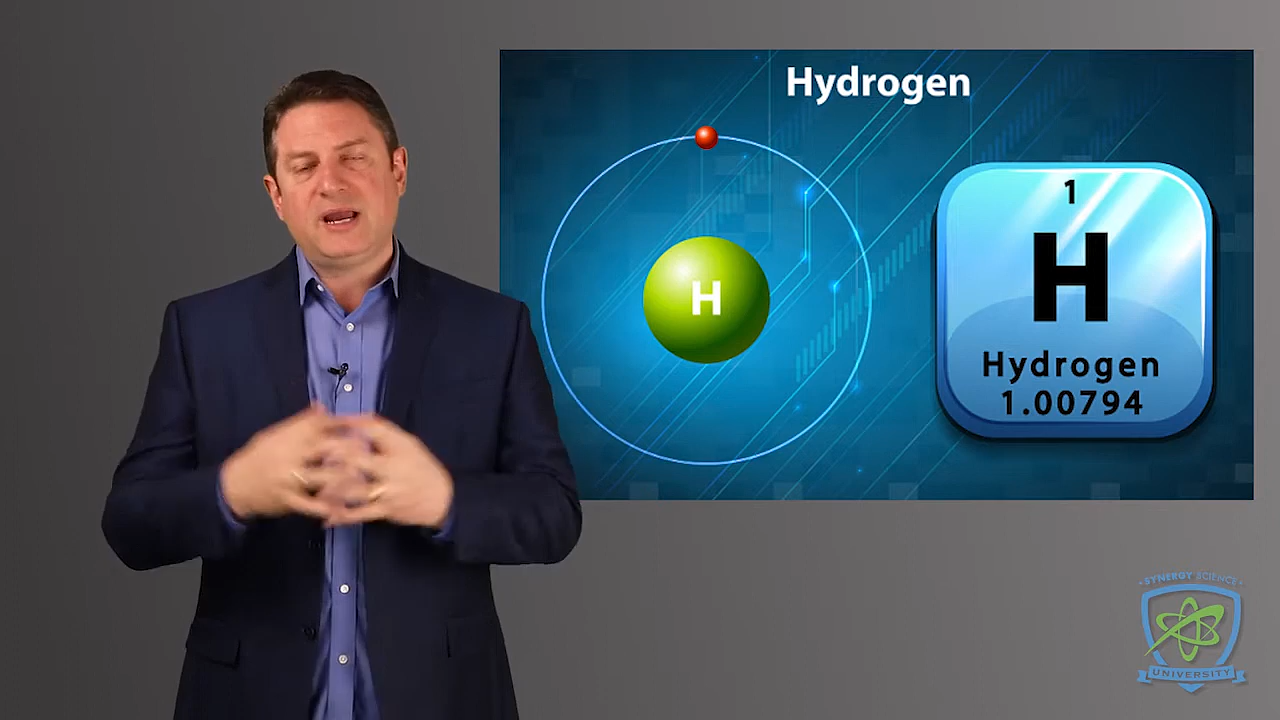 Hydrogen
H
1
H
Hydrogen
1.00794
SYNERGY SCIENCE
UNIVERSITY